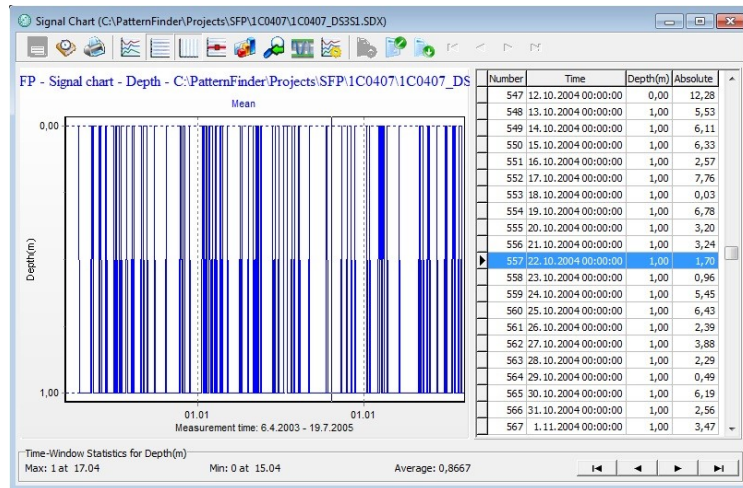 Signal Chart (C:\PatternFinder\Projects\SFP\1C0407\1C0407_DS3S1.SDX)
FP - Signal chart - Depth - C:\PatternFinder\Projects\SFP\1C0407\1C0407_DS
Mean
0,00
Depth(m)
1,00
01.01 01.01
Measurement time: 6.4.2003 - 19.7.2005
Number Time Depth(m) Absolute
547 12.10.2004 00:00:00 0,00 12,28
548 13.10.2004 00:00:00 1,00 5,53
549 14.10.2004 00:00:00 1,00 6,11
550 15.10.2004 00:00:00 1,00 6,33
551 16.10.2004 00:00:00 1,00 2,57
552 17.10.2004 00:00:00 1,00 7,76
553 18.10.2004 00:00:00 1,00 0,03
554 19.10.2004 00:00:00 1,00 6,78
555 20.10.2004 00:00:00 1,00 3,20
556 21.10.2004 00:00:00 1,00 3,24
557 22.10.2004 00:00:00 1,00 1,70
558 23.10.2004 00:00:00 1,00 0,96
559 24.10.2004 00:00:00 1,00 5,45
560 25.10.2004 00:00:00 1,00 6,43
561 26.10.2004 00:00:00 1,00 2,39
562 27.10.2004 00:00:00 1,00 3,88
563 28.10.2004 00:00:00 1,00 2,29
564 29.10.2004 00:00:00 1,00 0,49
565 30.10.2004 00:00:00 1,00 6,19
566 31.10.2004 00:00:00 1,00 2,56
567 1.11.2004 00:00:00 1,00 3,47
Time-Window Statistics for Depth(m)
Max: 1 at 17.04 Min: 0 at 15.04 Average: 0,8667